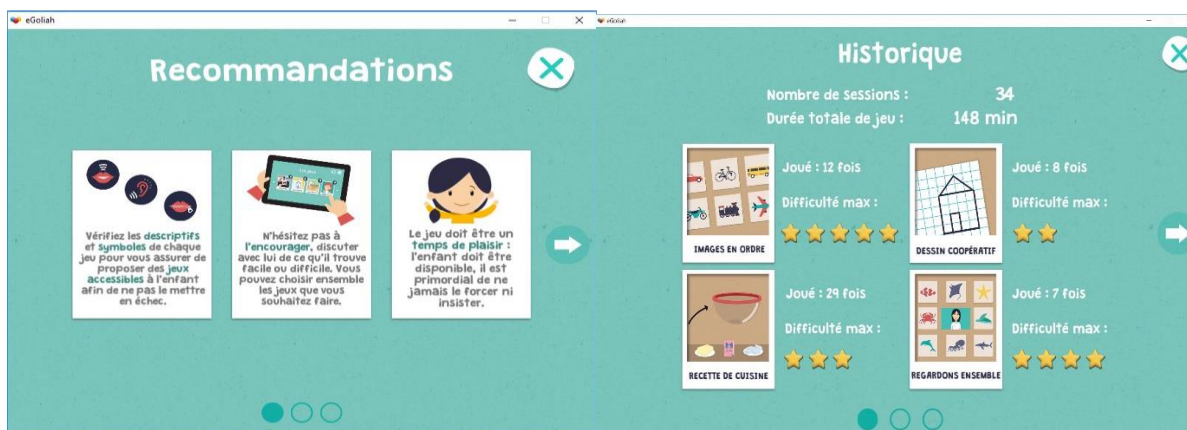 eGoliah
Recommandations
Vérifiez les descriptifs
et symboles de chaque
jeu pour vous assurer de
proposer des jeux
accessibles à l'enfant
afin de ne pas le mettre
en échec.
N'hésitez pas à
l'encourager, discuter
avec lui de ce qu'il trouve
facile ou difficile. Vous
pouvez choisir ensemble
les jeux que vous
souhaitez faire.
Le jeu doit être un
temps de plaisir :
l'enfant doit être
disponible, il est
primordial de ne
jamais le forcer ni
insister.
eGoliah
Historique
Nombre de sessions : 34
Durée totale de jeu : 148 min
IMAGES EN ORDRE
Joué : 12 fois
Difficulté max :
DESSIN COOPÉRATIF
Joué : 8 fois
Difficulté max :
RECETTE DE CUISINE
Joué : 29 fois
Difficulté max :
REGARDONS ENSEMBLE
Joué : 7 fois
Difficulté max :